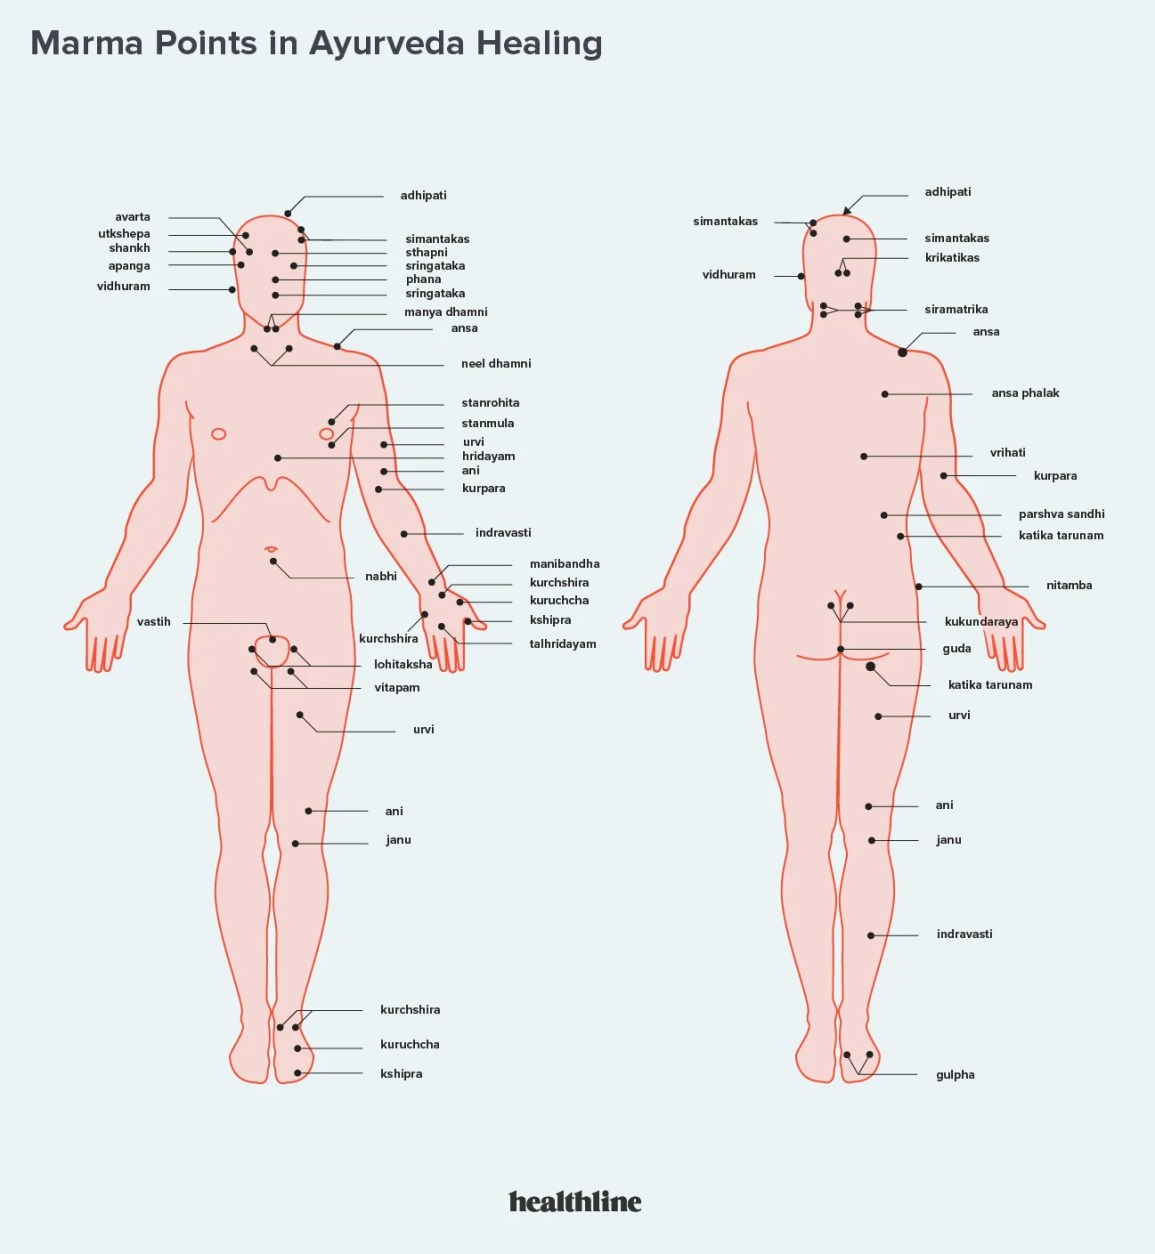 Marma Points in Ayurveda Healing
adhipati
avarta
utkshepa
shankh
apanga
vidhuram
simantakas
sthapni
sringataka
phana
sringataka
manya dhamni
ansa
neel dhamni
stanrohita
stanmula
urvi
hridayam
ani
kurpara
indravasti
manibandha
kurchshira
kuruchcha
kshipra
talhridayam
kurchshira
nabhi
vastih
lohitaksha
vitapam
urvi
ani
janu
kurchshira
kuruchcha
kshipra
adhipati
simantakas
simantakas
krikatikas
vidhuram
siramatrika
ansa
ansa phalak
vrihati
kurpara
parshva sandhi
katika tarunam
nitamba
kukundaraya
guda
katika tarunam
urvi
ani
janu
indravasti
gulpha
healthline